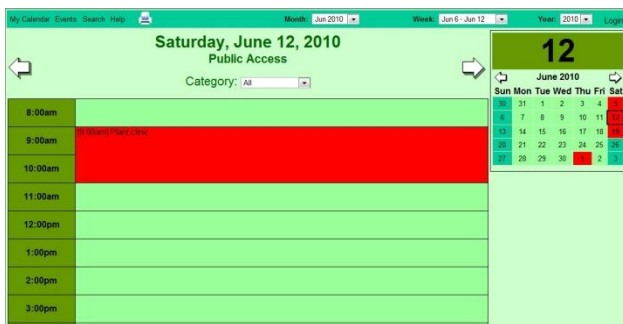 My Calendar Events Search Help Month: Jun 2010 Week: Jun 6 - Jun 12 Year: 2010 Login
Saturday, June 12, 2010
Public Access
Category: All
8:00am
[9:00am] Plant clinic
9:00am
10:00am
11:00am
12:00pm
1:00pm
2:00pm
3:00pm
12
June 2010
Sun Mon Tue Wed Thu Fri Sat
30 31 1 2 3 4 5
6 7 8 9 10 11 12
13 14 15 16 17 18 19
20 21 22 23 24 25 26
27 28 29 30 1 2 3